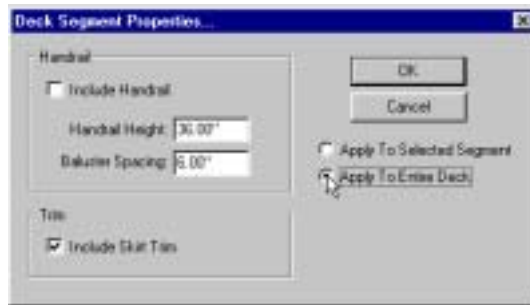 Deck Segment Properties...
Handrail
Include Handrail
Handrail Height: 36.00"
Baluster Spacing: 6.00"
Trim
Include Skirt Trim
OK
Cancel
Apply To Selected Segment
Apply To Entire Deck